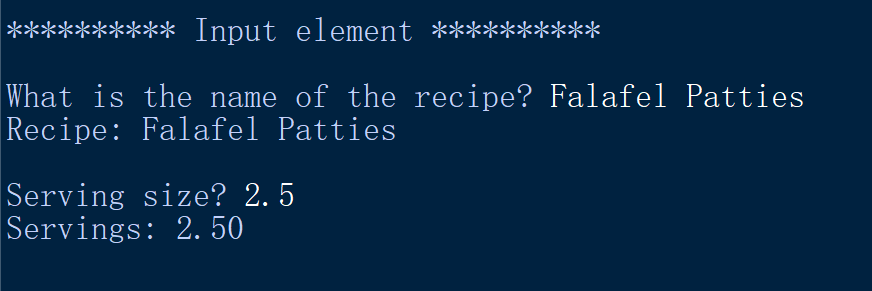 ********** Input element **********
What is the name of the recipe? Falafel Patties
Recipe: Falafel Patties
Serving size? 2.5
Servings: 2.50